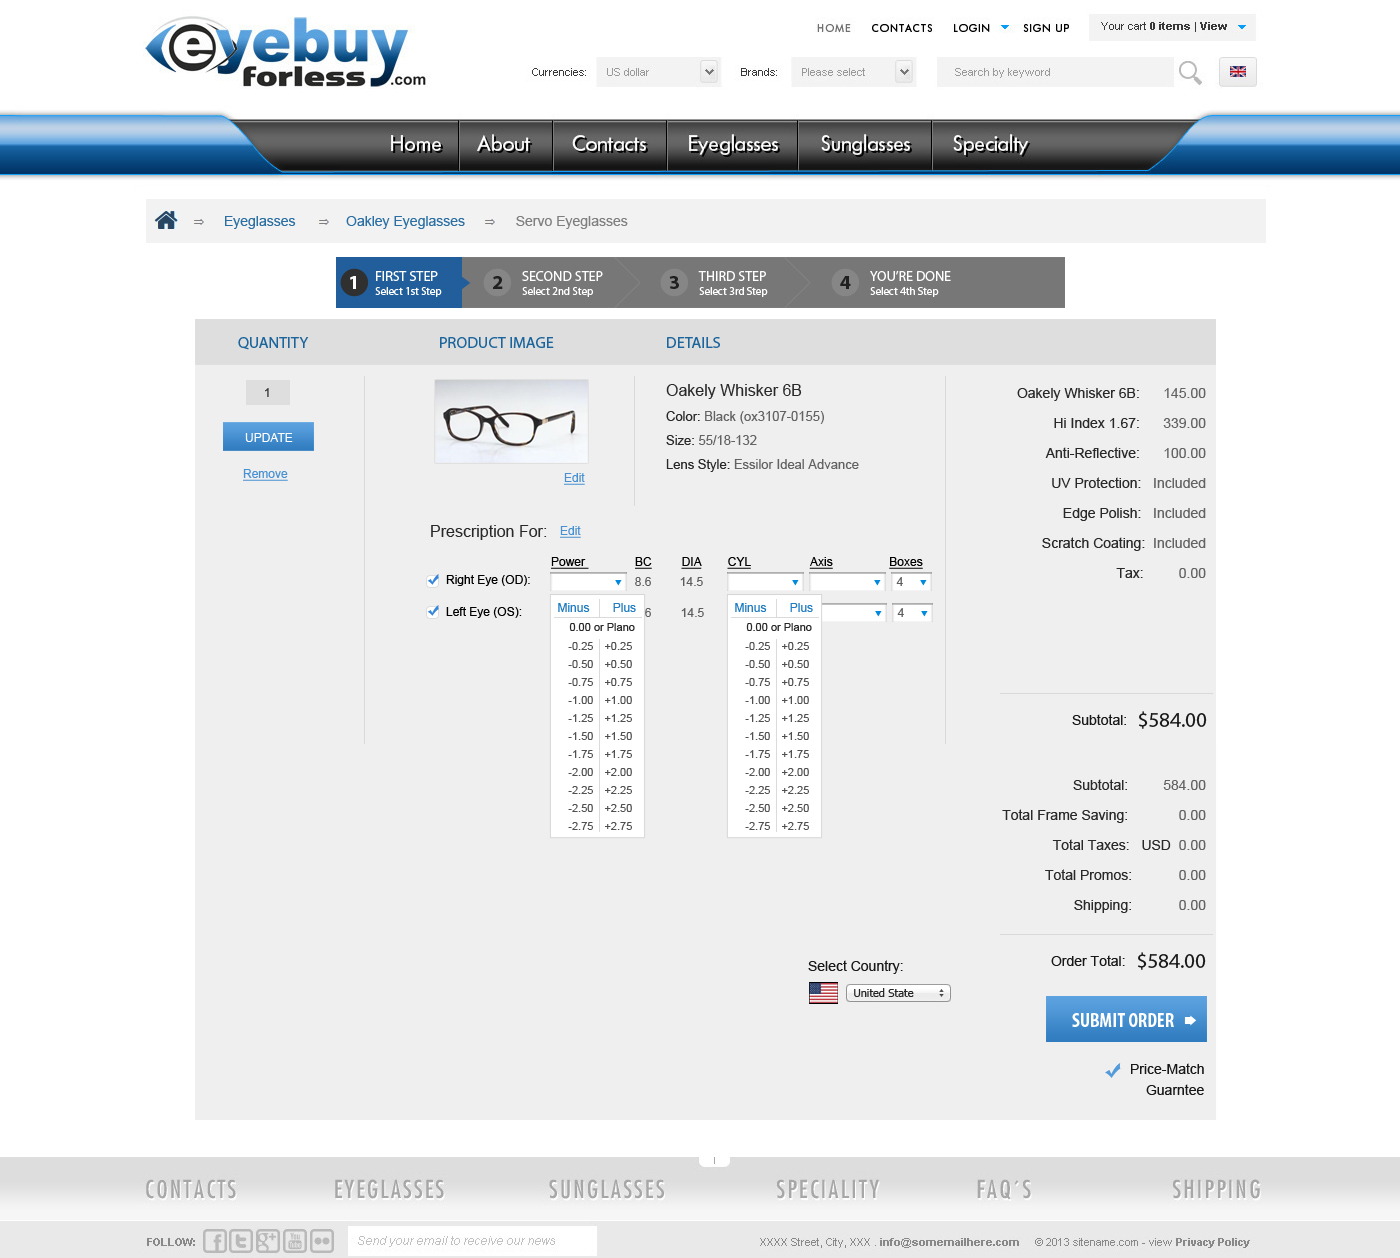 eyebuy
forless.com
HOME CONTACTS LOGIN SIGN UP Your cart 0 items | View
Currencies: US dollar Brands: Please select Search by keyword
Home About Contacts Eyeglasses Sunglasses Specialty
⇒ Eyeglasses ⇒ Oakley Eyeglasses ⇒ Servo Eyeglasses
1 FIRST STEP
Select 1st Step
2 SECOND STEP
Select 2nd Step
3 THIRD STEP
Select 3rd Step
4 YOU'RE DONE
Select 4th Step
QUANTITY PRODUCT IMAGE DETAILS
1
UPDATE
Remove
Edit
Oakely Whisker 6B
Color: Black (ox3107-0155)
Size: 55/18-132
Lens Style: Essilor Ideal Advance
Prescription For: Edit
Power BC DIA CYL Axis Boxes
Right Eye (OD): 8.6 14.5 4
Left Eye (OS): 6 14.5 4
Minus Plus
0.00 or Plano
-0.25 +0.25
-0.50 +0.50
-0.75 +0.75
-1.00 +1.00
-1.25 +1.25
-1.50 +1.50
-1.75 +1.75
-2.00 +2.00
-2.25 +2.25
-2.50 +2.50
-2.75 +2.75
Minus Plus
0.00 or Plano
-0.25 +0.25
-0.50 +0.50
-0.75 +0.75
-1.00 +1.00
-1.25 +1.25
-1.50 +1.50
-1.75 +1.75
-2.00 +2.00
-2.25 +2.25
-2.50 +2.50
-2.75 +2.75
Oakely Whisker 6B: 145.00
Hi Index 1.67: 339.00
Anti-Reflective: 100.00
UV Protection: Included
Edge Polish: Included
Scratch Coating: Included
Tax: 0.00
Subtotal: $584.00
Subtotal: 584.00
Total Frame Saving: 0.00
Total Taxes: USD 0.00
Total Promos: 0.00
Shipping: 0.00
Order Total: $584.00
Select Country:
United State
SUBMIT ORDER
Price-Match
Guarntee
CONTACTS EYEGLASSES SUNGLASSES SPECIALITY FAQ'S SHIPPING
FOLLOW: f t g+ You Tube Send your email to receive our news XXXX Street, City, XXX . info@somemailhere.com © 2013 sitename.com - view Privacy Policy